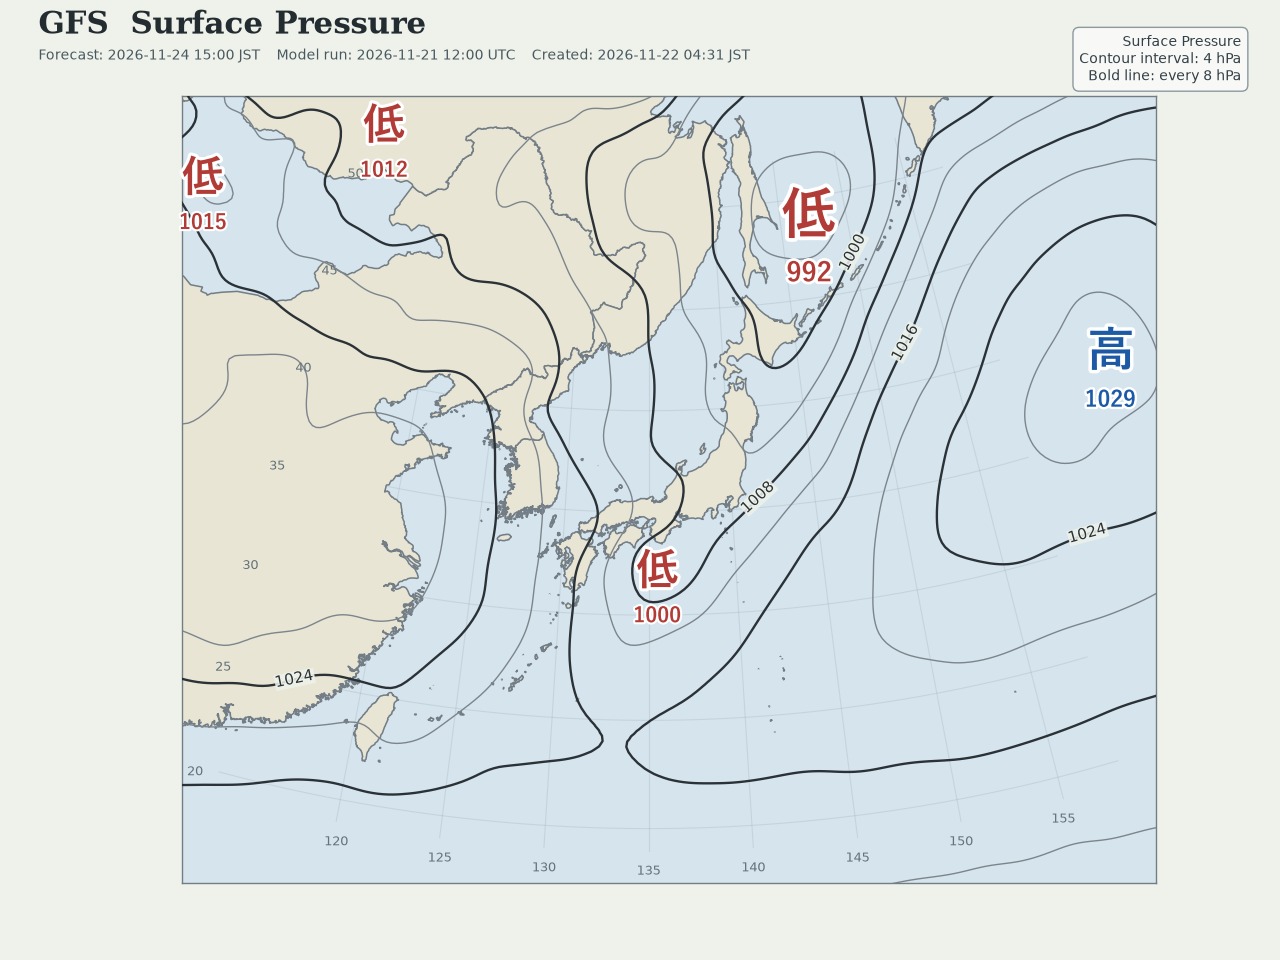 GFS  Surface Pressure
Forecast: 2026-11-24 15:00 JST    Model run: 2026-11-21 12:00 UTC    Created: 2026-11-22 04:31 JST
Surface Pressure
Contour interval: 4 hPa
Bold line: every 8 hPa
低
1012
50
低
1015
低
992
1000
45
1016
高
1029
40
35
1008
1024
30
低
1000
25
1024
20
120
125
130
135
140
145
150
155